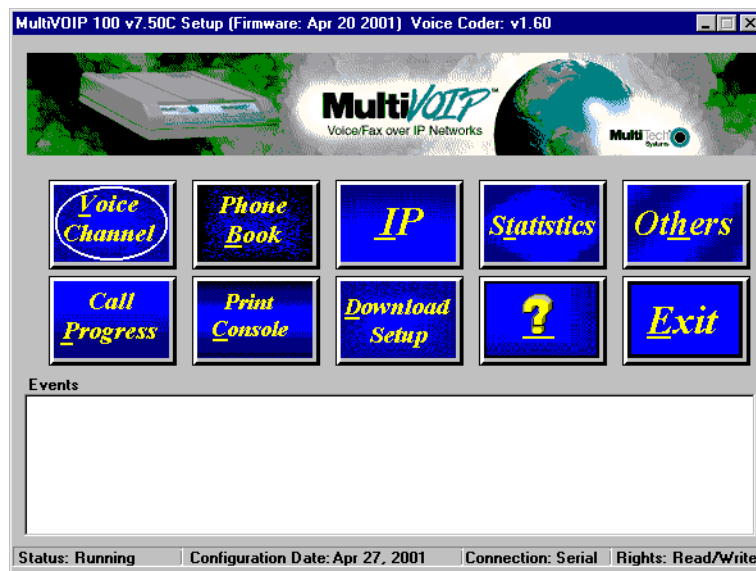 MultiVOIP 100 v7.50C Setup (Firmware: Apr 20 2001) Voice Coder: v1.60
MultiVOIP™
Voice/Fax over IP Networks
MultiTech
Systems
Voice
Channel
Phone
Book
IP
Statistics
Others
Call
Progress
Print
Console
Download
Setup
?
Exit
Events
Status: Running
Configuration Date: Apr 27, 2001
Connection: Serial
Rights: Read/Write